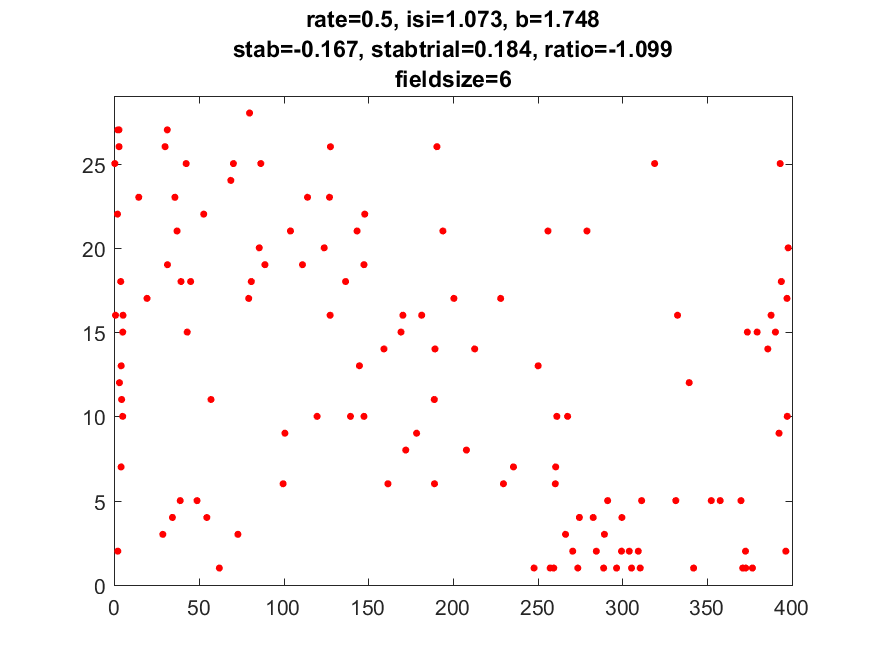 rate=0.5, isi=1.073, b=1.748
stab=-0.167, stabtrial=0.184, ratio=-1.099
fieldsize=6
25
20
15
10
5
0
0 50 100 150 200 250 300 350 400